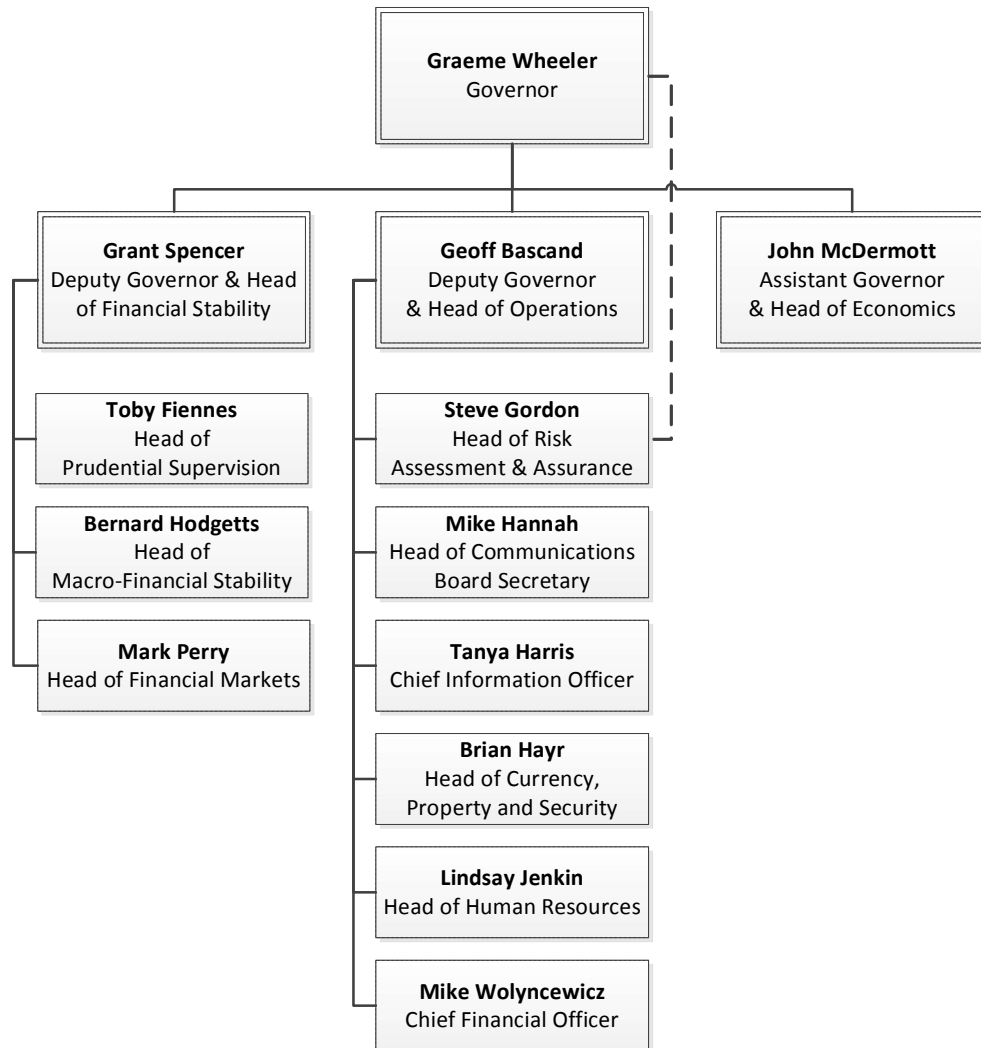 Graeme Wheeler
Governor
Grant Spencer
Deputy Governor & Head
of Financial Stability
Geoff Bascand
Deputy Governor
& Head of Operations
John McDermott
Assistant Governor
& Head of Economics
Toby Fiennes
Head of
Prudential Supervision
Steve Gordon
Head of Risk
Assessment & Assurance
Bernard Hodgetts
Head of
Macro-Financial Stability
Mike Hannah
Head of Communications
Board Secretary
Mark Perry
Head of Financial Markets
Tanya Harris
Chief Information Officer
Brian Hayr
Head of Currency,
Property and Security
Lindsay Jenkin
Head of Human Resources
Mike Wolyncewicz
Chief Financial Officer